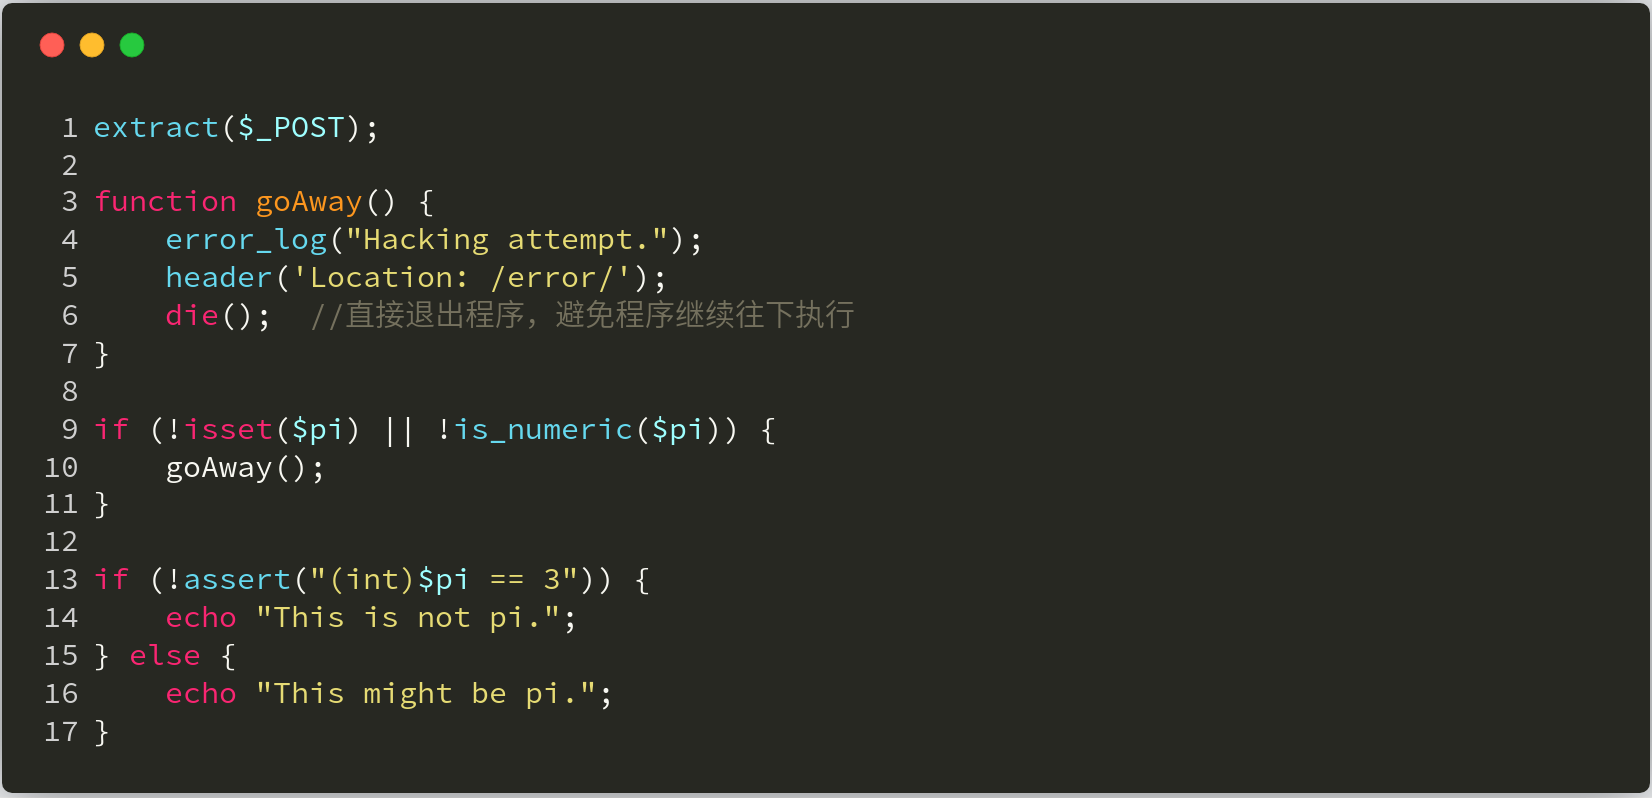 1 extract($_POST);
2
3 function goAway() {
4     error_log("Hacking attempt.");
5     header('Location: /error/');
6     die();  //直接退出程序，避免程序继续往下执行
7 }
8
9 if (!isset($pi) || !is_numeric($pi)) {
10     goAway();
11 }
12
13 if (!assert("(int)$pi == 3")) {
14     echo "This is not pi.";
15 } else {
16     echo "This might be pi.";
17 }